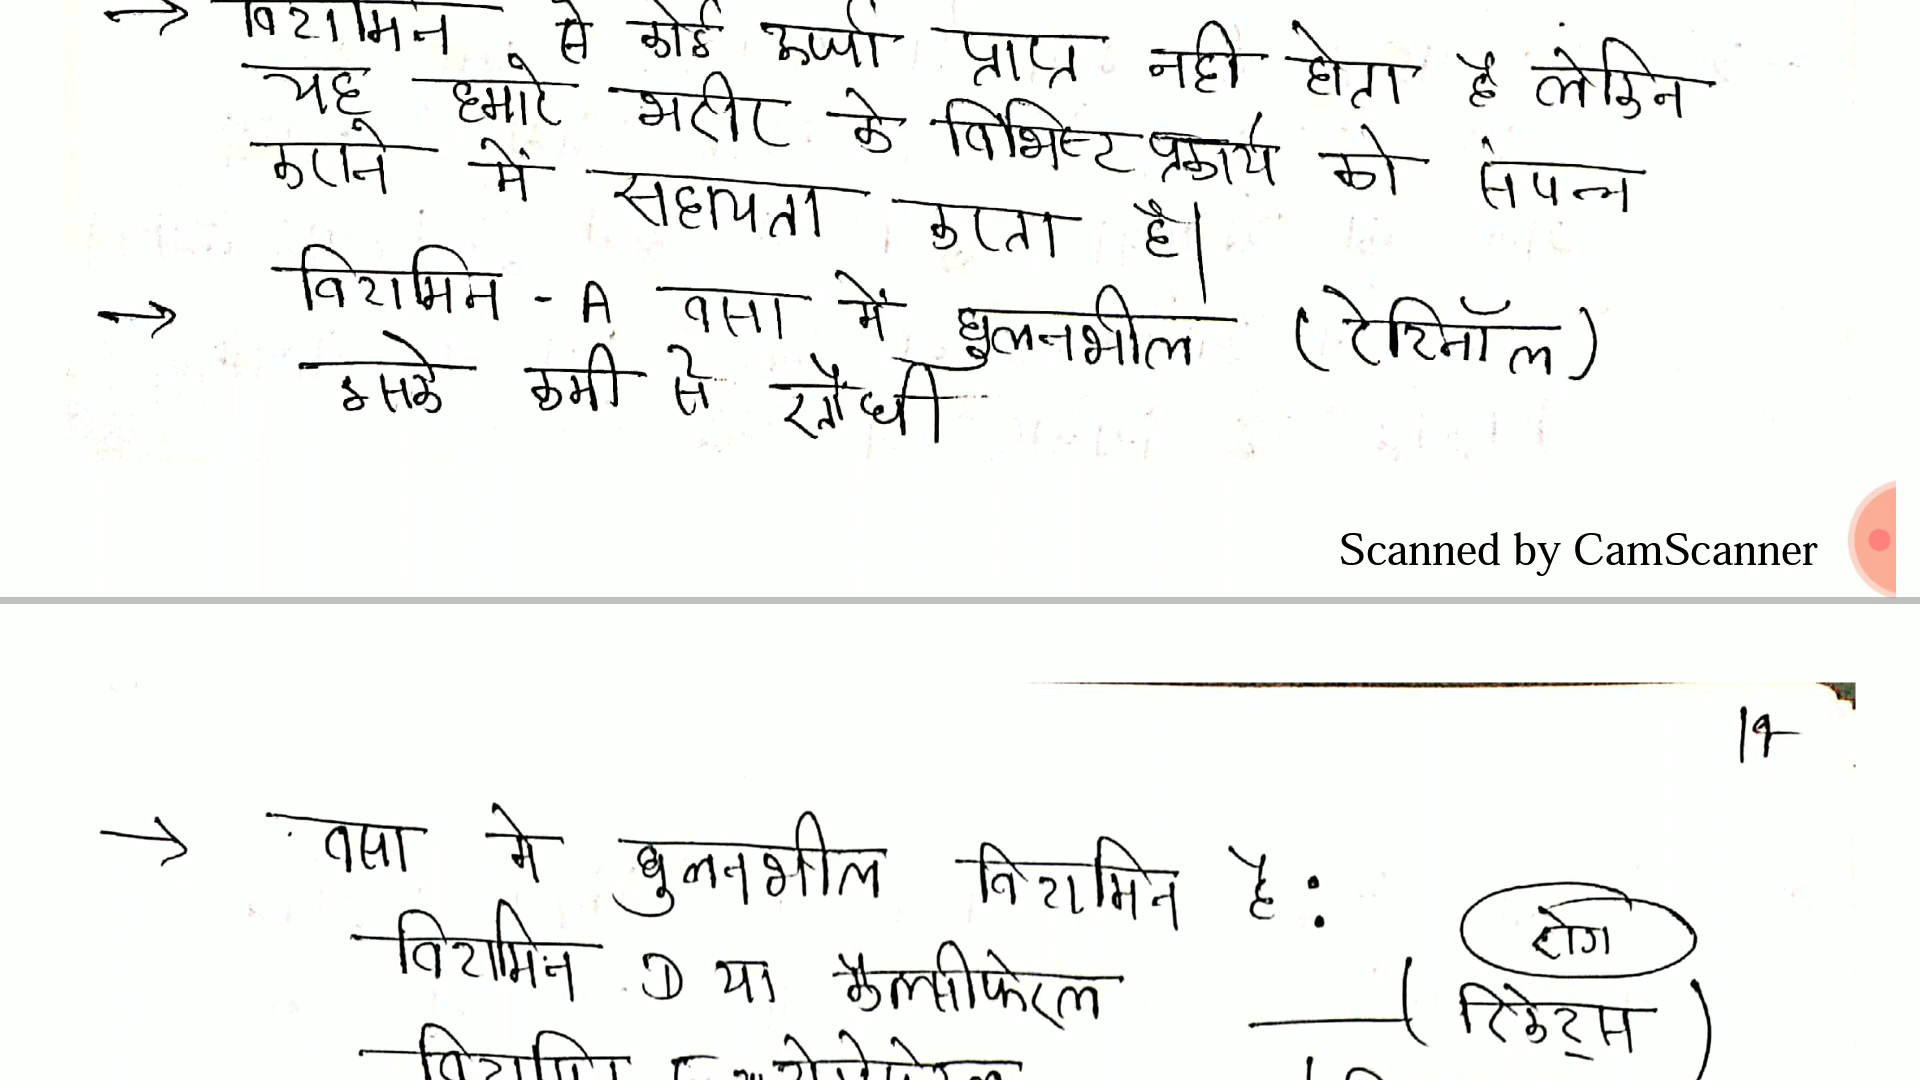 → विटामिन से कोई ऊर्जा प्राप्त नही होता है लेकिन
यह हमारे शरीर के विभिन्न प्रकार्य को संपन्न
कराने में सहायता करता है।
→ विटामिन - A वसा में घुलनशील (रेटिनॉल)
इसके कमी से रतौंधी
Scanned by CamScanner
19
→ वसा मे घुलनशील विटामिन है :
रोग
विटामिन D या कैल्सीफेरल — (रिकेट्स)
विटामिन E